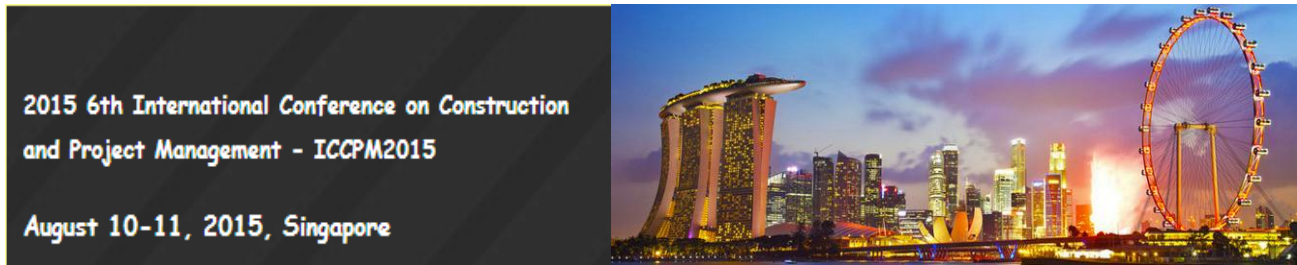 2015 6th International Conference on Construction
and Project Management - ICCPM2015
August 10-11, 2015, Singapore